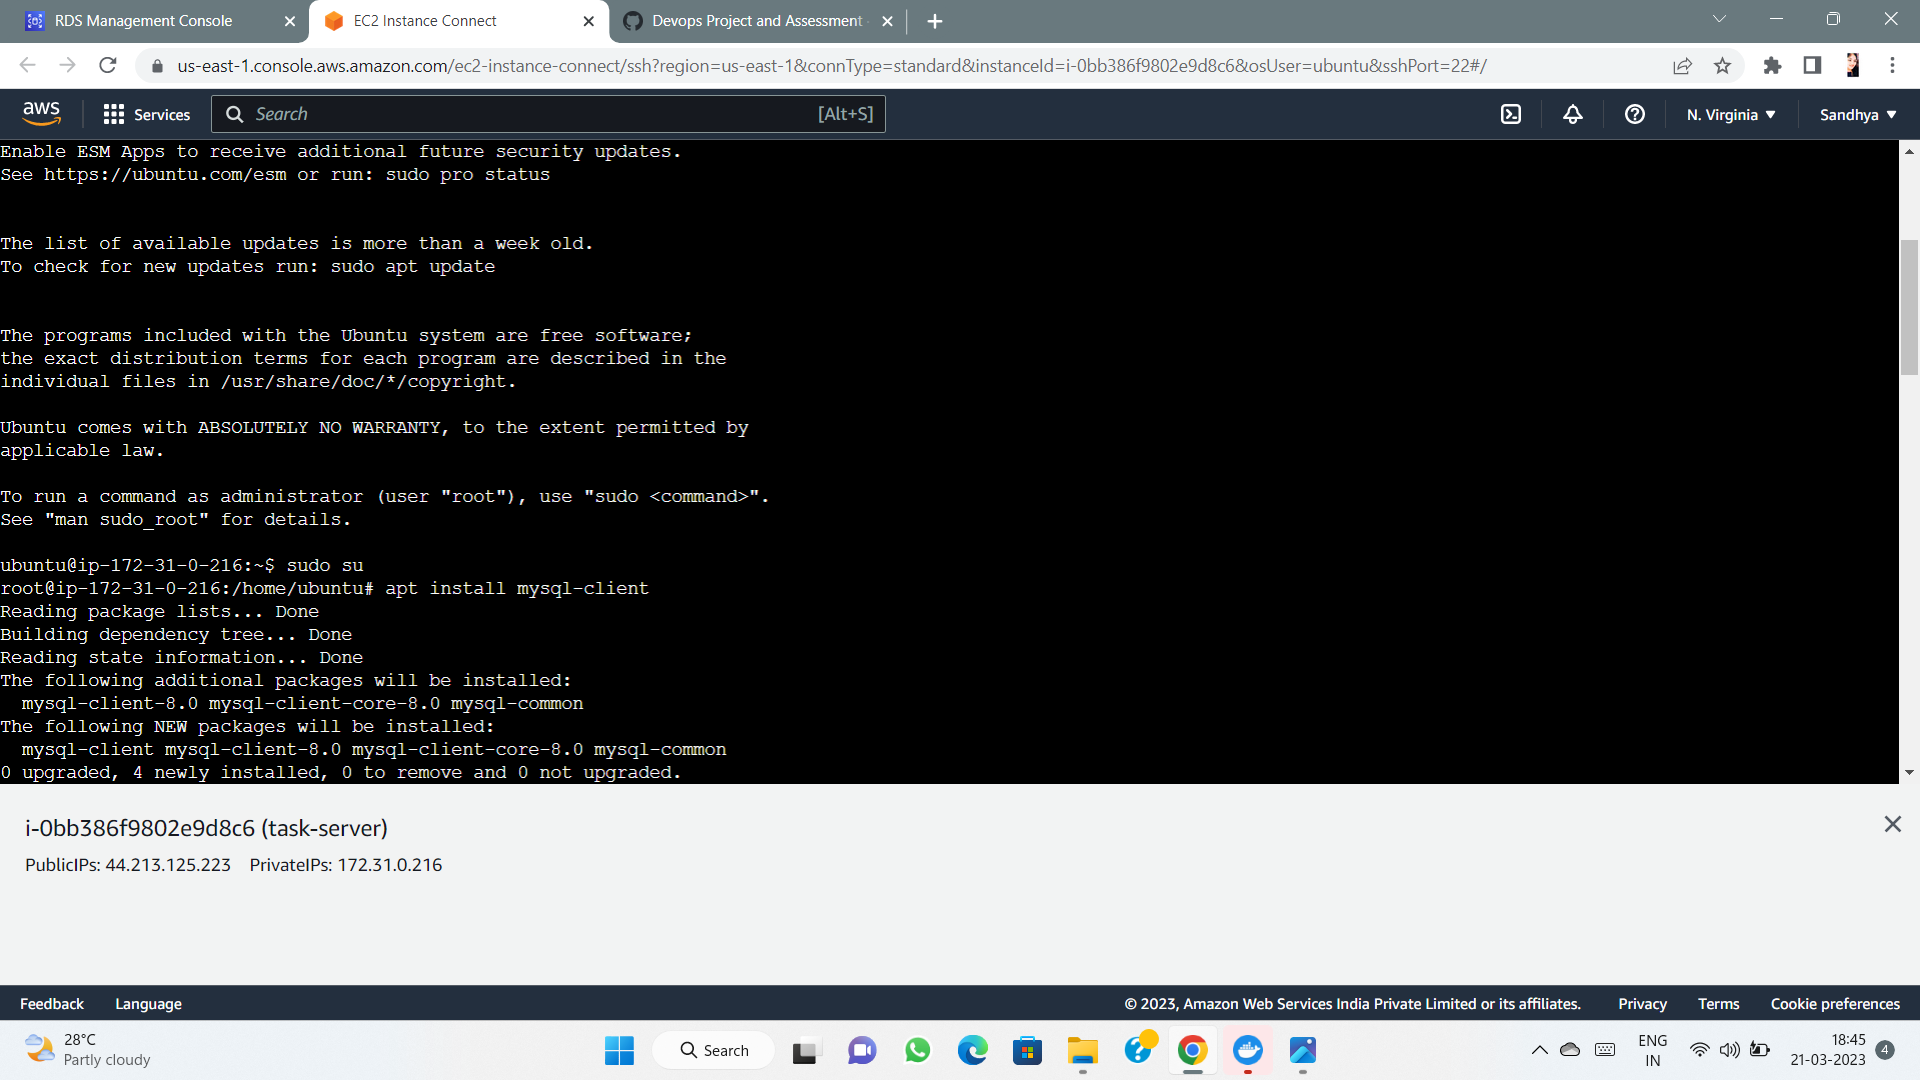 RDS Management Console
EC2 Instance Connect
Devops Project and Assessment
us-east-1.console.aws.amazon.com/ec2-instance-connect/ssh?region=us-east-1&connType=standard&instanceId=i-0bb386f9802e9d8c6&osUser=ubuntu&sshPort=22#/
aws
Services
Search
[Alt+S]
N. Virginia
Sandhya
Enable ESM Apps to receive additional future security updates.
See https://ubuntu.com/esm or run: sudo pro status
The list of available updates is more than a week old.
To check for new updates run: sudo apt update
The programs included with the Ubuntu system are free software;
the exact distribution terms for each program are described in the
individual files in /usr/share/doc/*/copyright.
Ubuntu comes with ABSOLUTELY NO WARRANTY, to the extent permitted by
applicable law.
To run a command as administrator (user "root"), use "sudo <command>".
See "man sudo_root" for details.
ubuntu@ip-172-31-0-216:~$ sudo su
root@ip-172-31-0-216:/home/ubuntu# apt install mysql-client
Reading package lists... Done
Building dependency tree... Done
Reading state information... Done
The following additional packages will be installed:
mysql-client-8.0 mysql-client-core-8.0 mysql-common
The following NEW packages will be installed:
mysql-client mysql-client-8.0 mysql-client-core-8.0 mysql-common
0 upgraded, 4 newly installed, 0 to remove and 0 not upgraded.
i-0bb386f9802e9d8c6 (task-server)
PublicIPs: 44.213.125.223 PrivateIPs: 172.31.0.216
Feedback
Language
© 2023, Amazon Web Services India Private Limited or its affiliates.
Privacy
Terms
Cookie preferences
28°C
Partly cloudy
Search
ENG
IN
18:45
21-03-2023
4